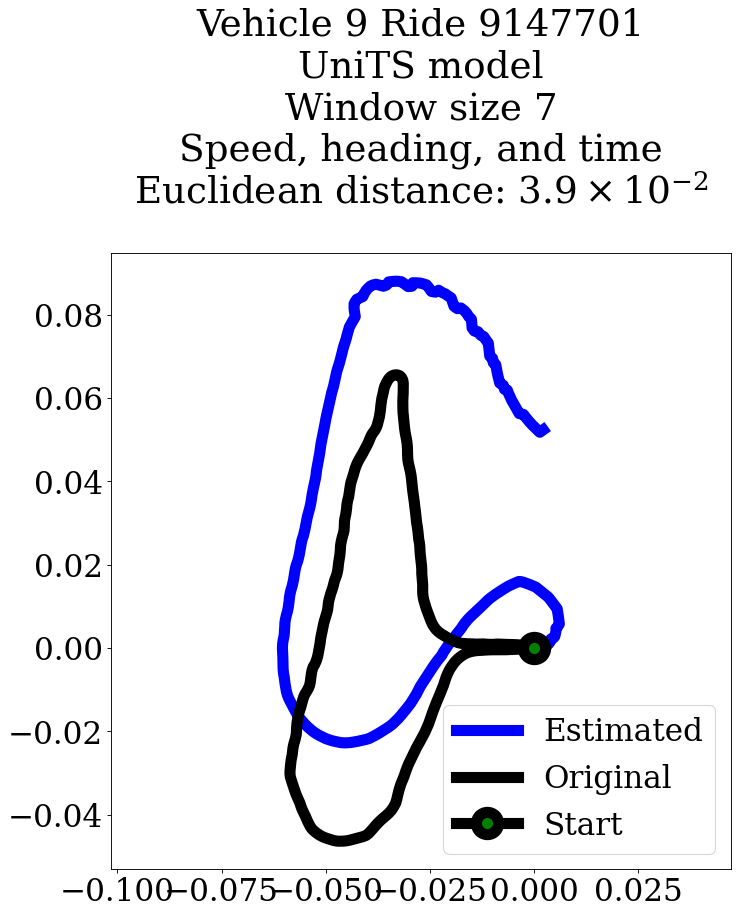 Vehicle 9 Ride 9147701
UniTS model
Window size 7
Speed, heading, and time
Euclidean distance: 3.9 × 10⁻²
0.08
0.06
0.04
0.02
0.00
−0.02
−0.04
Estimated
Original
Start
−0.100 −0.075 −0.050 −0.025 0.000 0.025